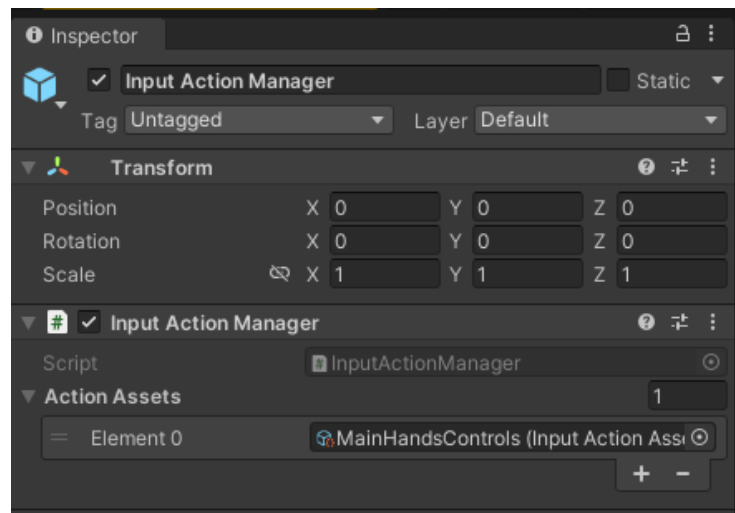 Inspector
Input Action Manager Static
Tag Untagged Layer Default
Transform
Position X 0 Y 0 Z 0
Rotation X 0 Y 0 Z 0
Scale X 1 Y 1 Z 1
# Input Action Manager
Script # InputActionManager
Action Assets 1
Element 0 MainHandsControls (Input Action Ass
+ −